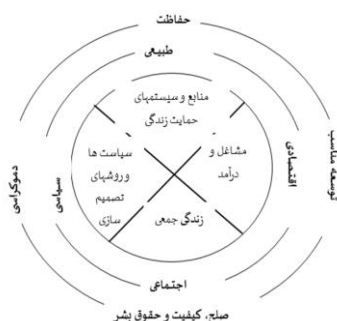 حفاظت
طبیعی
منابع و سیستمهای
حمایت زندگی
توسعه مناسب
اقتصادی
مشاغل و
درآمد
سیاست ها
و روشهای
تصمیم
سازی
سیاسی
دموکراسی
زندگی جمعی
اجتماعی
صلح، کیفیت و حقوق بشر